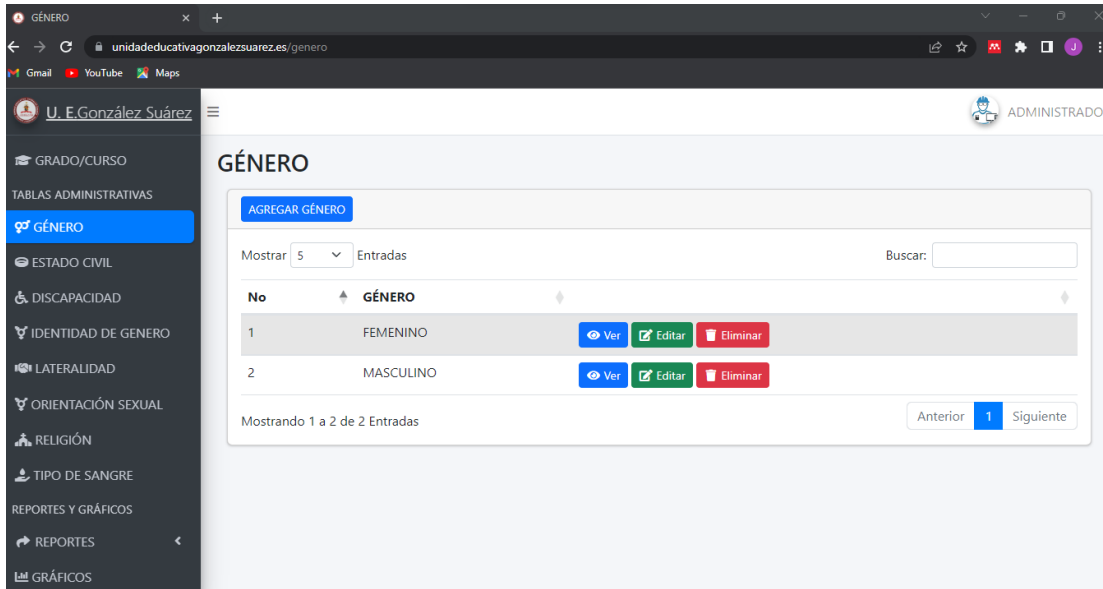 GÉNERO
unidadeducativagonzalezsuarez.es/genero
J
Gmail YouTube Maps
U. E.González Suárez
ADMINISTRADO
GRADO/CURSO
TABLAS ADMINISTRATIVAS
GÉNERO
ESTADO CIVIL
DISCAPACIDAD
IDENTIDAD DE GENERO
LATERALIDAD
ORIENTACIÓN SEXUAL
RELIGIÓN
TIPO DE SANGRE
REPORTES Y GRÁFICOS
REPORTES
GRÁFICOS
GÉNERO
AGREGAR GÉNERO
Mostrar 5 Entradas Buscar:
No GÉNERO
1 FEMENINO Ver Editar Eliminar
2 MASCULINO Ver Editar Eliminar
Mostrando 1 a 2 de 2 Entradas Anterior 1 Siguiente